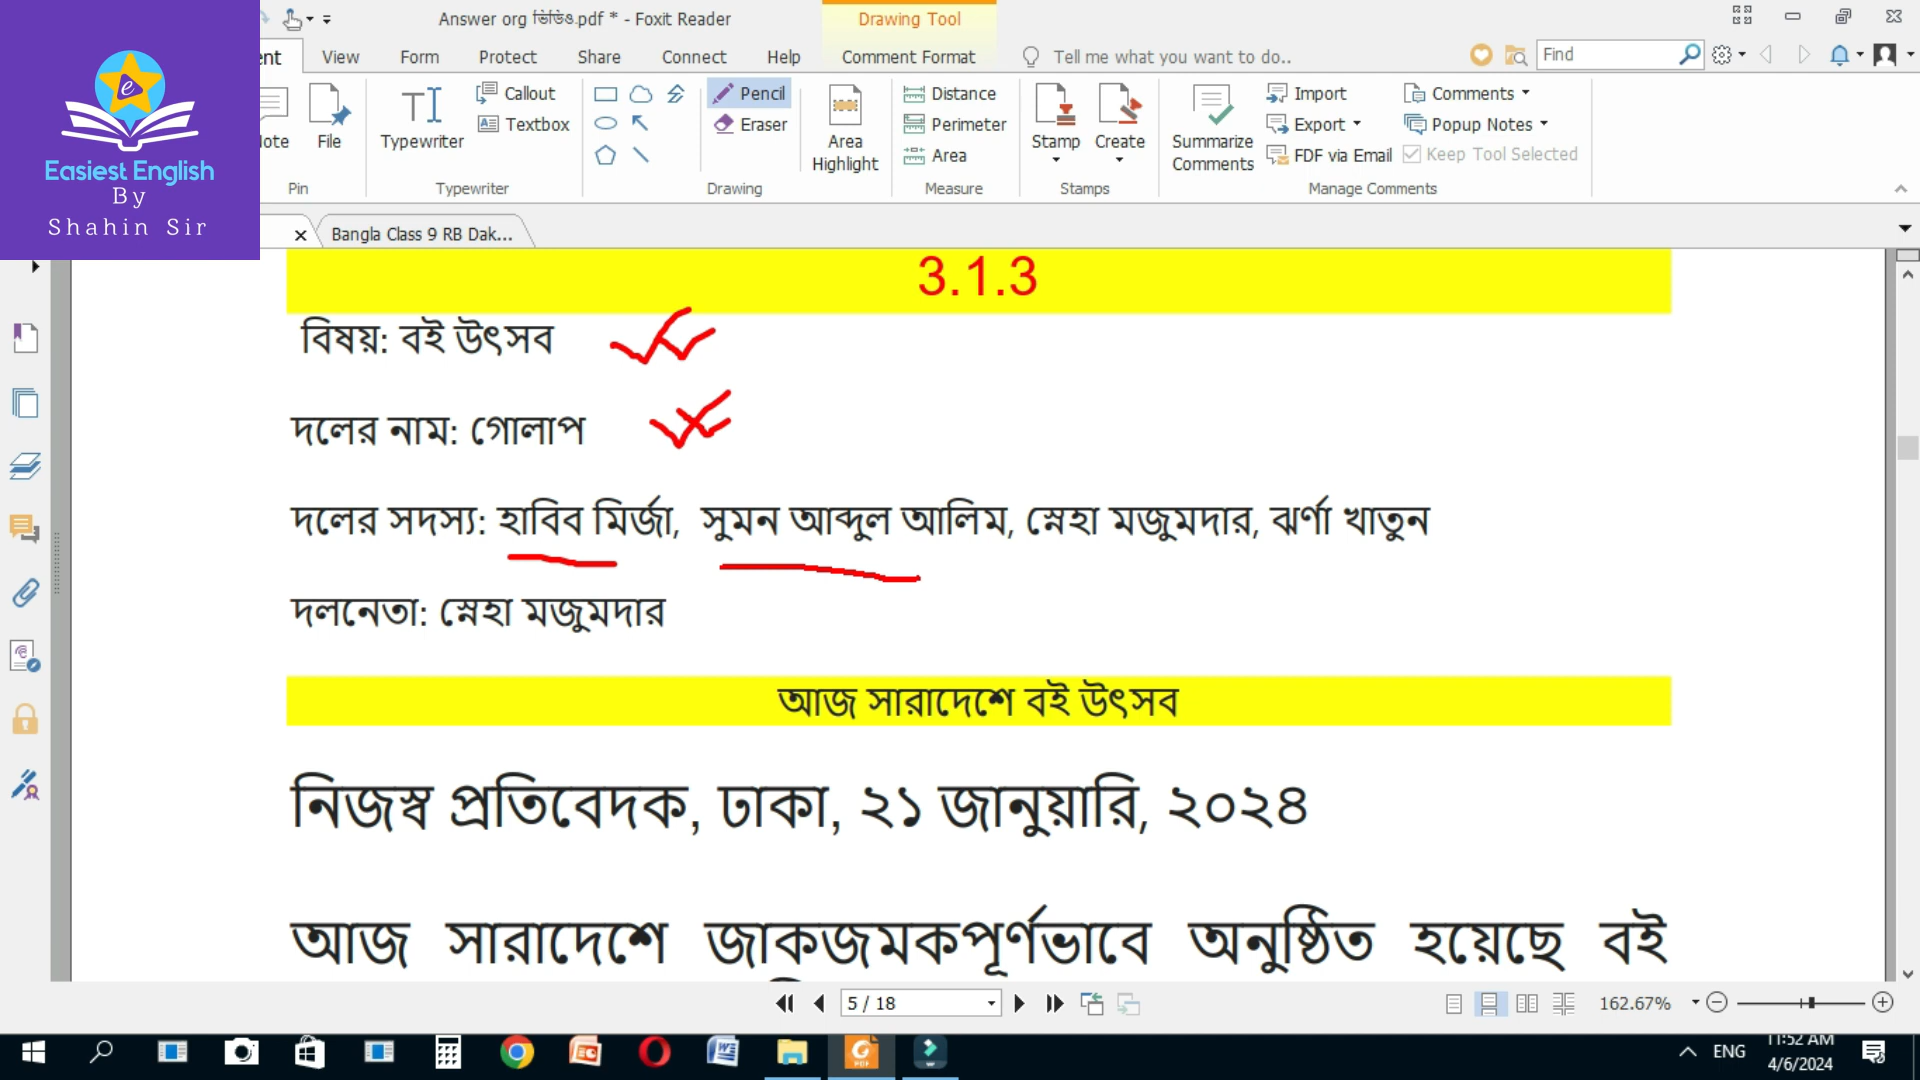 Answer org ভিডিও.pdf * - Foxit Reader
Drawing Tool
View Form Protect Share Connect Help Comment Format Tell me what you want to do.. Find
File
Typewriter
Callout
Textbox
Pencil
Eraser
Area
Highlight
Distance
Perimeter
Area
Stamp
Create
Summarize
Comments
Import
Export
FDF via Email
Comments
Popup Notes
Keep Tool Selected
Pin Typewriter Drawing Measure Stamps Manage Comments
Easiest English
By
Shahin Sir
Bangla Class 9 RB Dak...
3.1.3
বিষয়: বই উৎসব
দলের নাম: গোলাপ
দলের সদস্য: হাবিব মির্জা, সুমন আব্দুল আলিম, স্নেহা মজুমদার, ঝর্ণা খাতুন
দলনেতা: স্নেহা মজুমদার
আজ সারাদেশে বই উৎসব
নিজস্ব প্রতিবেদক, ঢাকা, ২১ জানুয়ারি, ২০২৪
আজ সারাদেশে জাকজমকপূর্ণভাবে অনুষ্ঠিত হয়েছে বই
5 / 18
162.67%
ENG
11:52 AM
4/6/2024